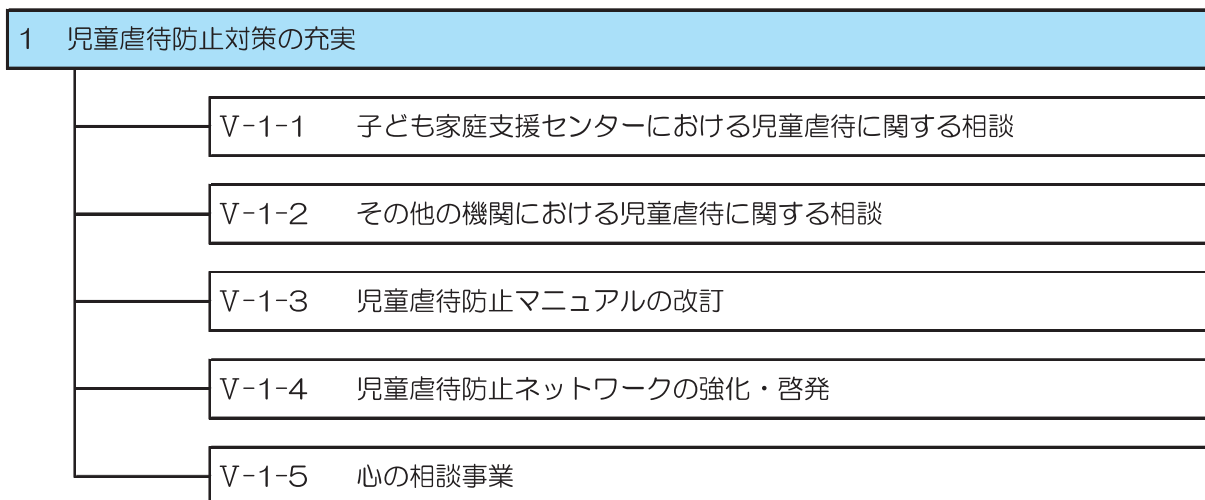 1 児童虐待防止対策の充実
Ⅴ-1-1 子ども家庭支援センターにおける児童虐待に関する相談
Ⅴ-1-2 その他の機関における児童虐待に関する相談
Ⅴ-1-3 児童虐待防止マニュアルの改訂
Ⅴ-1-4 児童虐待防止ネットワークの強化・啓発
Ⅴ-1-5 心の相談事業